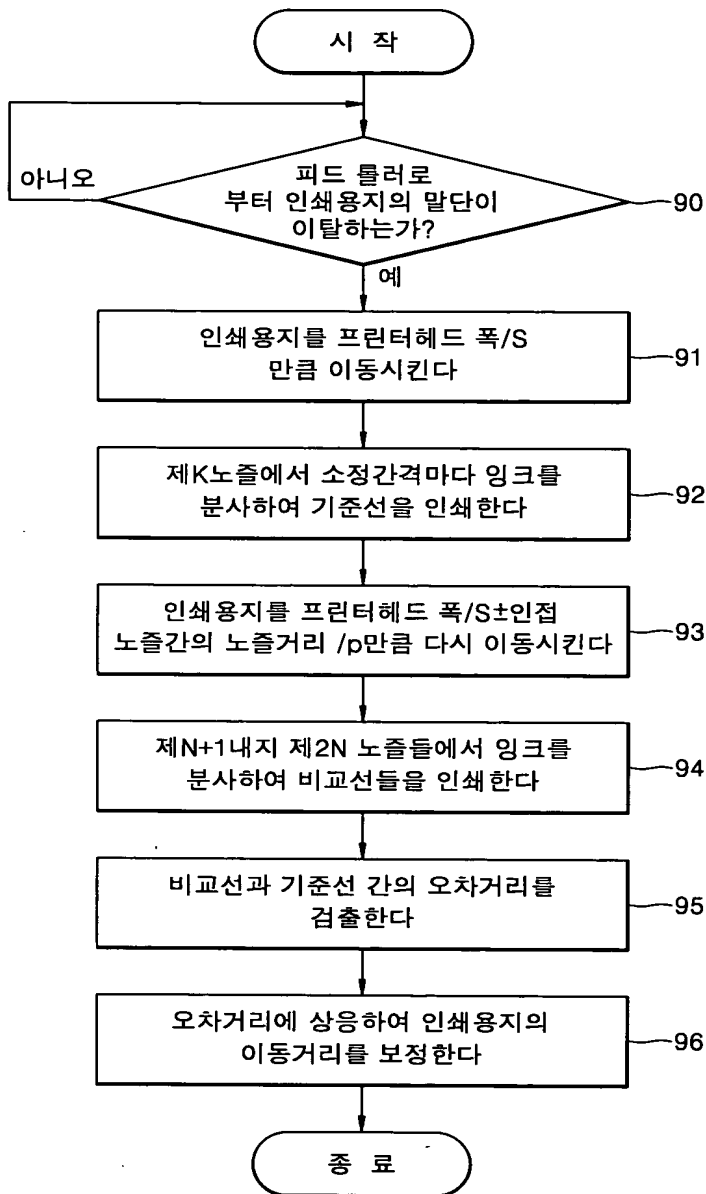 시 작
아니오
피드 롤러로
부터 인쇄용지의 말단이
이탈하는가?
90
예
인쇄용지를 프린터헤드 폭/S
만큼 이동시킨다
91
제K노즐에서 소정간격마다 잉크를
분사하여 기준선을 인쇄한다
92
인쇄용지를 프린터헤드 폭/S±인접
노즐간의 노즐거리 /p만큼 다시 이동시킨다
93
제N+1내지 제2N 노즐들에서 잉크를
분사하여 비교선들을 인쇄한다
94
비교선과 기준선 간의 오차거리를
검출한다
95
오차거리에 상응하여 인쇄용지의
이동거리를 보정한다
96
종 료